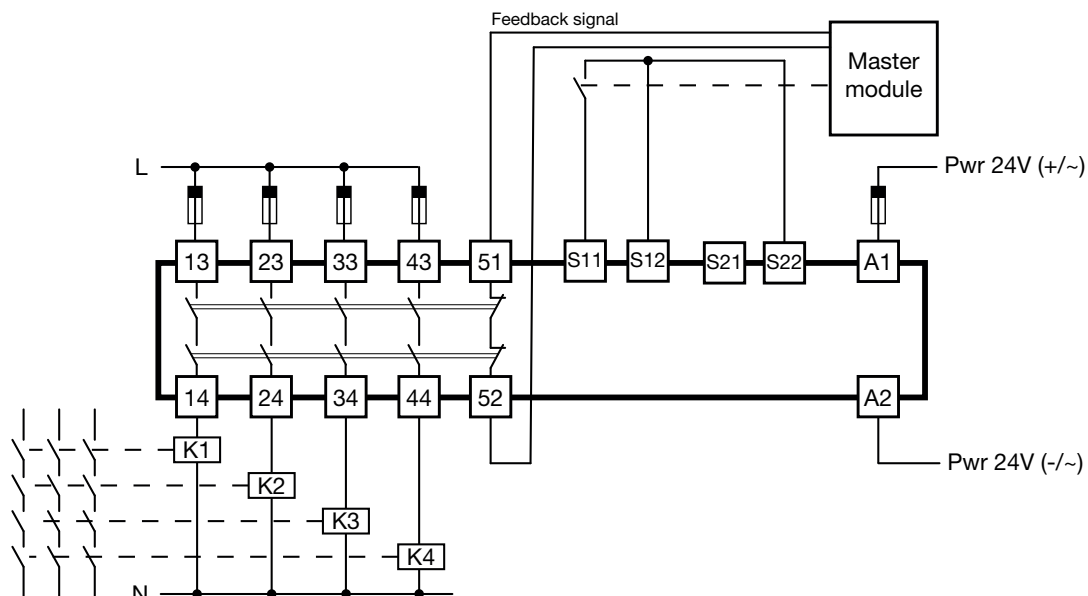 Feedback signal
Master
module
L
Pwr 24V (+/~)
13 23 33 43 51 S11 S12 S21 S22 A1
14 24 34 44 52 A2
K1
Pwr 24V (-/~)
K2
K3
K4
N